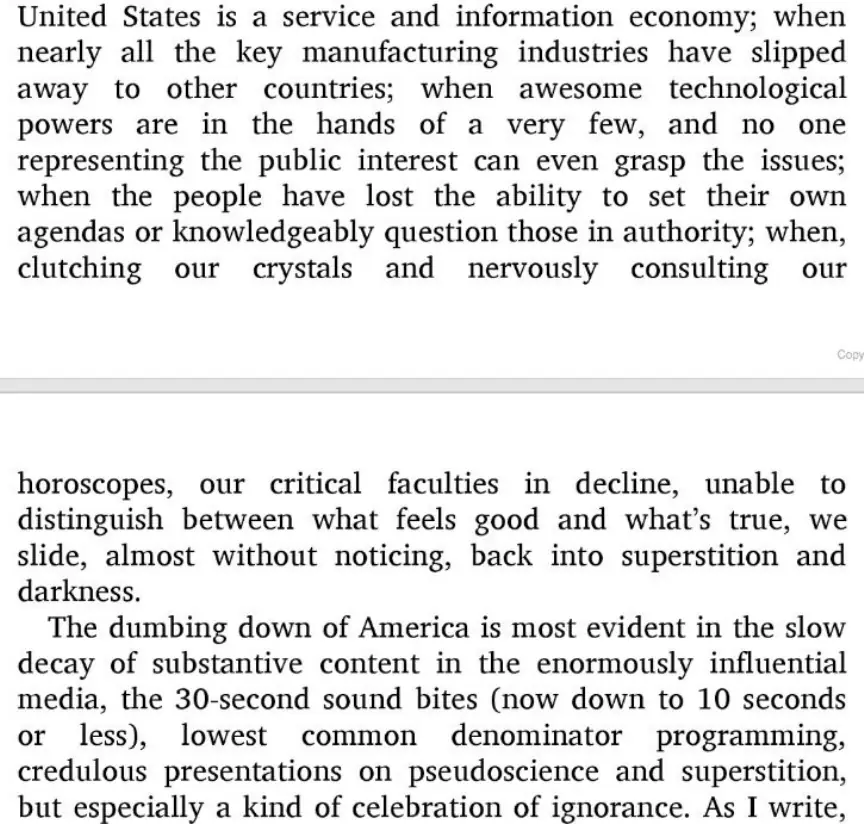 United States is a service and information economy; when
nearly all the key manufacturing industries have slipped
away to other countries; when awesome technological
powers are in the hands of a very few, and no one
representing the public interest can even grasp the issues;
when the people have lost the ability to set their own
agendas or knowledgeably question those in authority; when,
clutching our crystals and nervously consulting our
Copy
horoscopes, our critical faculties in decline, unable to
distinguish between what feels good and what’s true, we
slide, almost without noticing, back into superstition and
darkness.
The dumbing down of America is most evident in the slow
decay of substantive content in the enormously influential
media, the 30-second sound bites (now down to 10 seconds
or less), lowest common denominator programming,
credulous presentations on pseudoscience and superstition,
but especially a kind of celebration of ignorance. As I write,